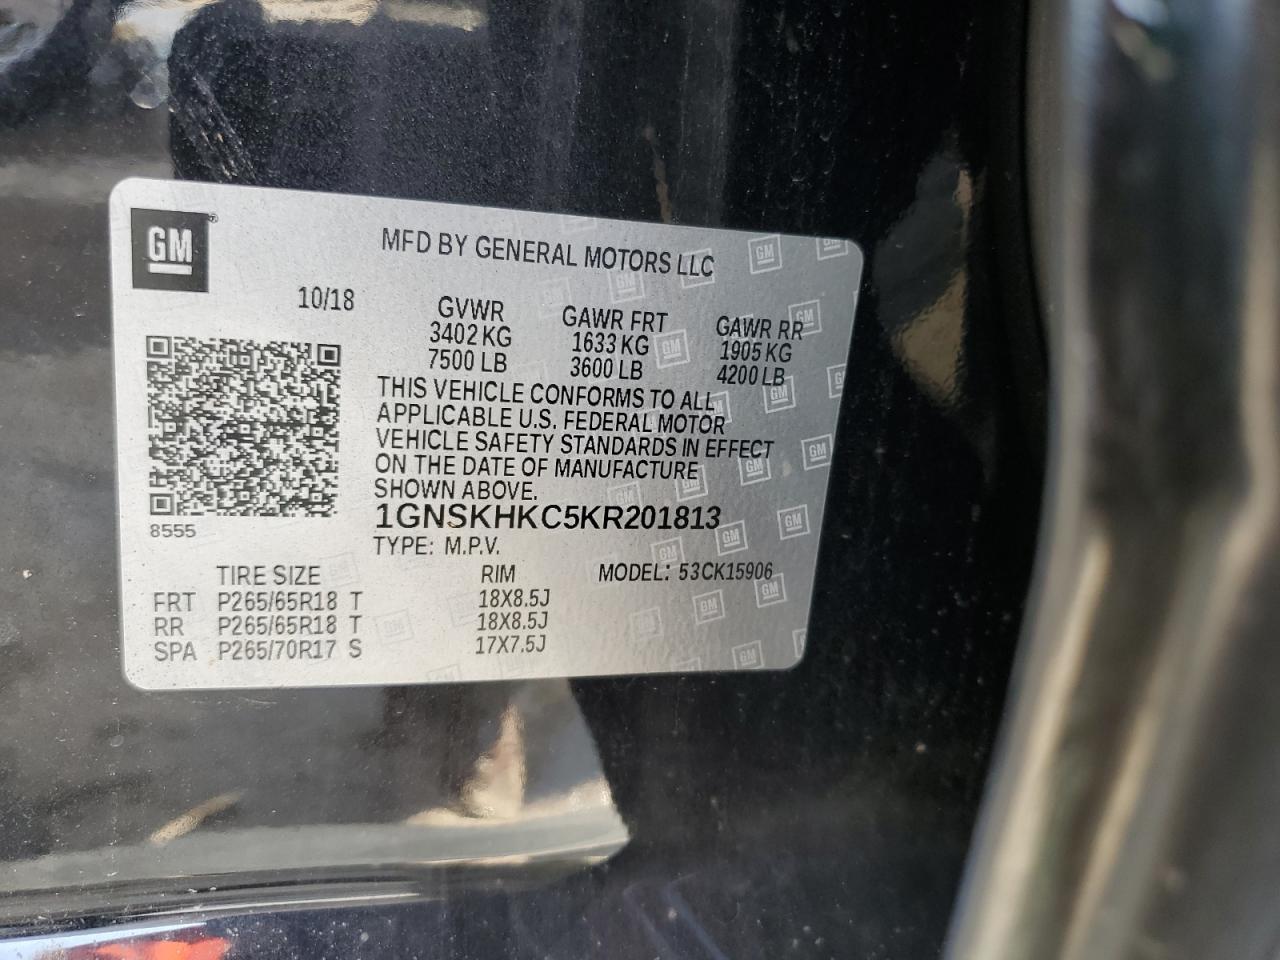 GM
MFD BY GENERAL MOTORS LLC
10/18
GVWR
3402 KG
7500 LB
GAWR FRT
1633 KG
3600 LB
GAWR RR
1905 KG
4200 LB
THIS VEHICLE CONFORMS TO ALL
APPLICABLE U.S. FEDERAL MOTOR
VEHICLE SAFETY STANDARDS IN EFFECT
ON THE DATE OF MANUFACTURE
SHOWN ABOVE.
8555
1GNSKHKC5KR201813
TYPE: M.P.V.
MODEL: 53CK15906
TIRE SIZE RIM
FRT P265/65R18 T 18X8.5J
RR P265/65R18 T 18X8.5J
SPA P265/70R17 S 17X7.5J